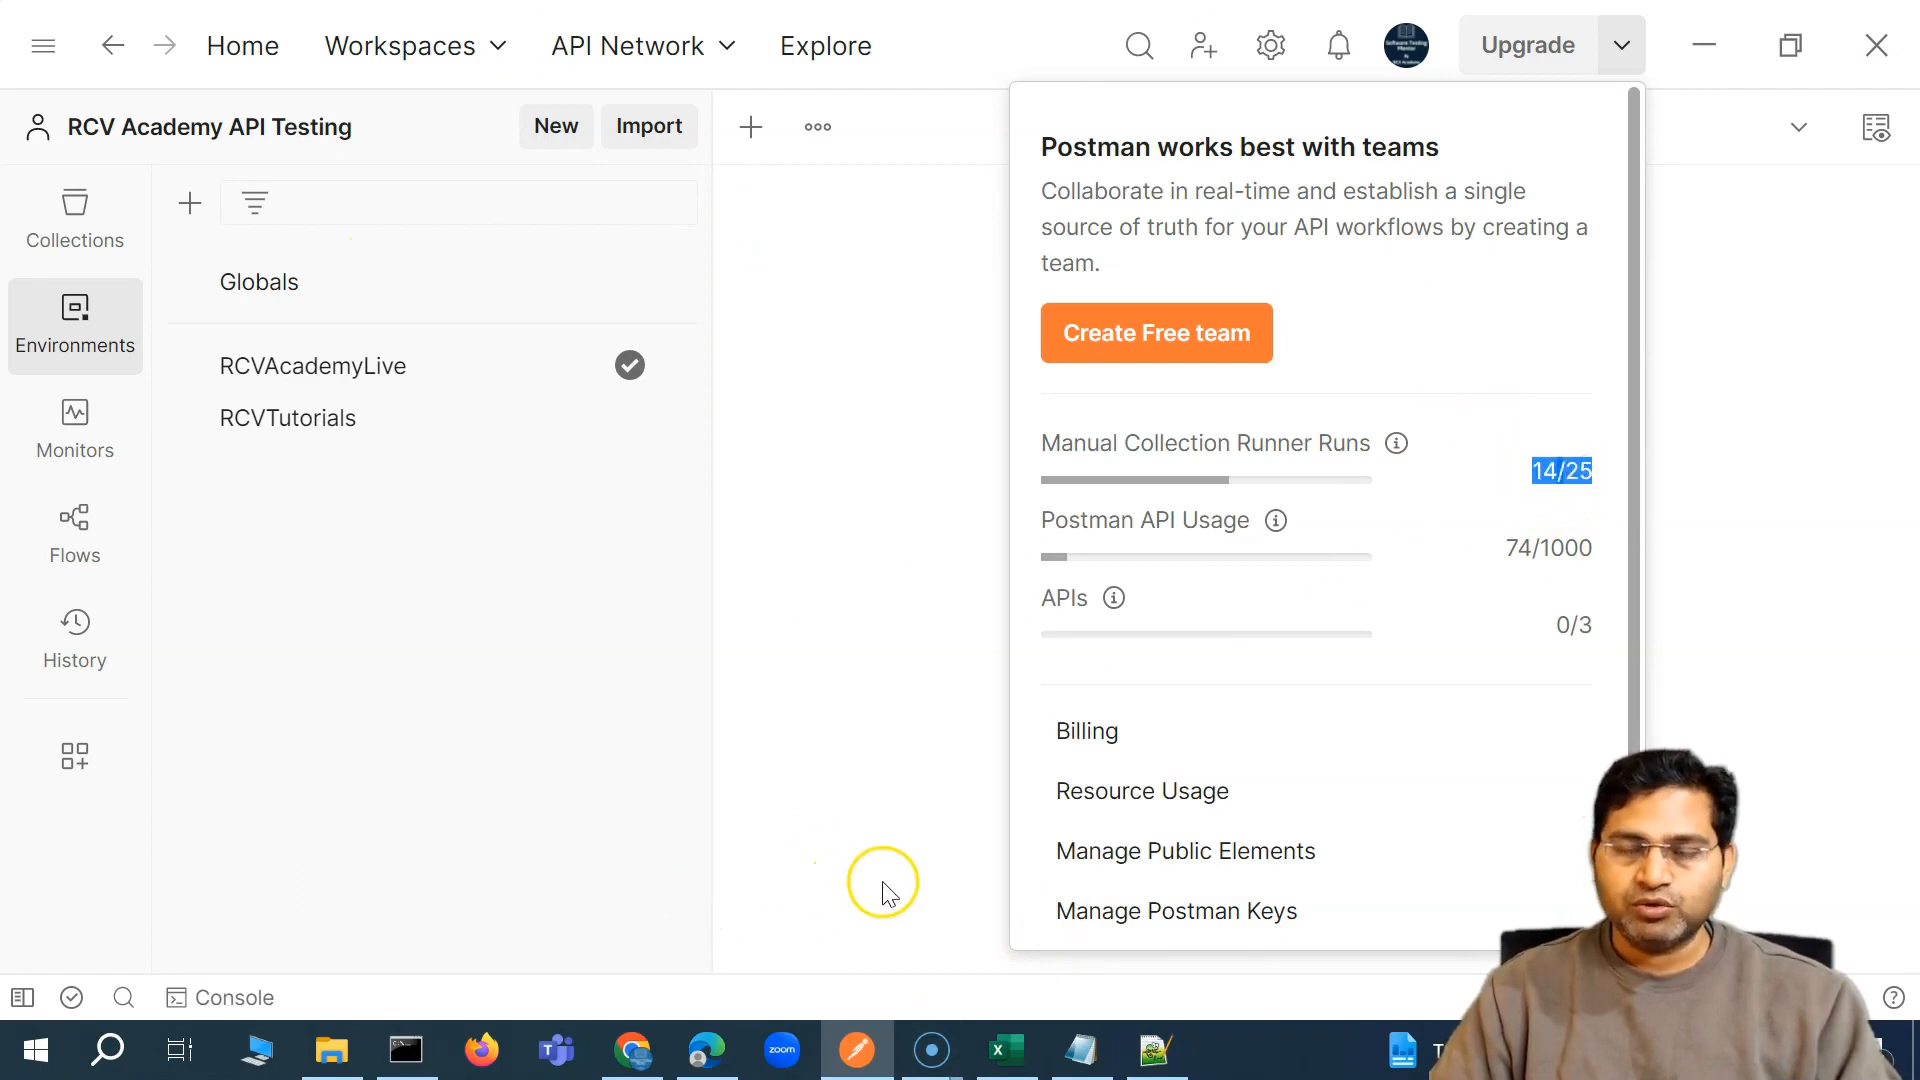 Home
Workspaces
API Network
Explore
Upgrade
RCV Academy API Testing
New
Import
Collections
Environments
Monitors
Flows
History
Globals
RCVAcademyLive
RCVTutorials
Postman works best with teams
Collaborate in real-time and establish a single
source of truth for your API workflows by creating a
team.
Create Free team
Manual Collection Runner Runs
14/25
Postman API Usage
74/1000
APIs
0/3
Billing
Resource Usage
Manage Public Elements
Manage Postman Keys
Console
zoom